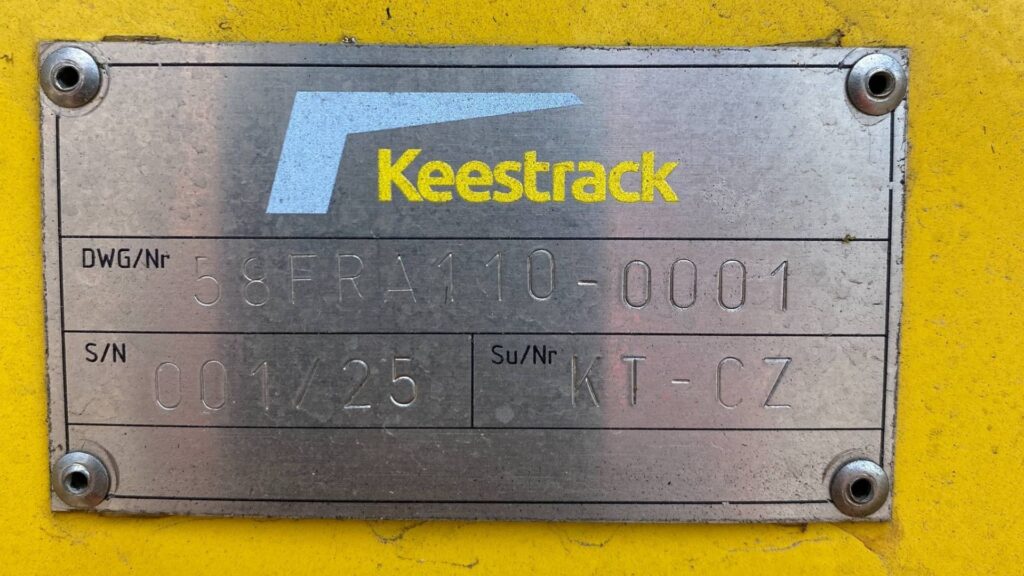 Keestrack
DWG/Nr 58FRA110-0001
S/N 001/25 Su/Nr KT-CZ